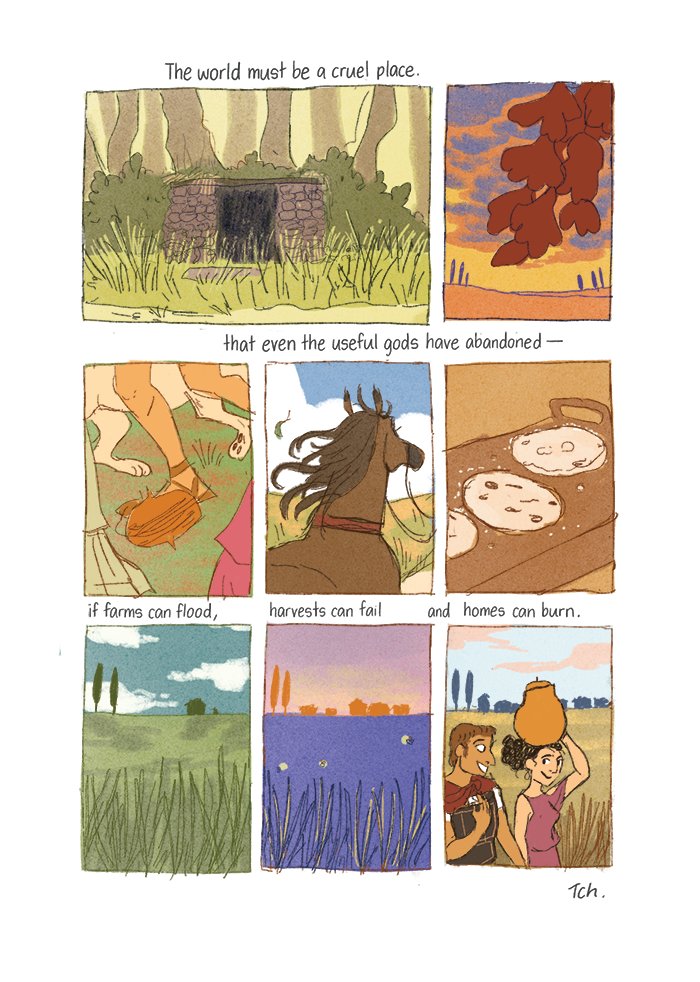 The world must be a cruel place.
that even the useful gods have abandoned —
if farms can flood, harvests can fail and homes can burn.
Tch.